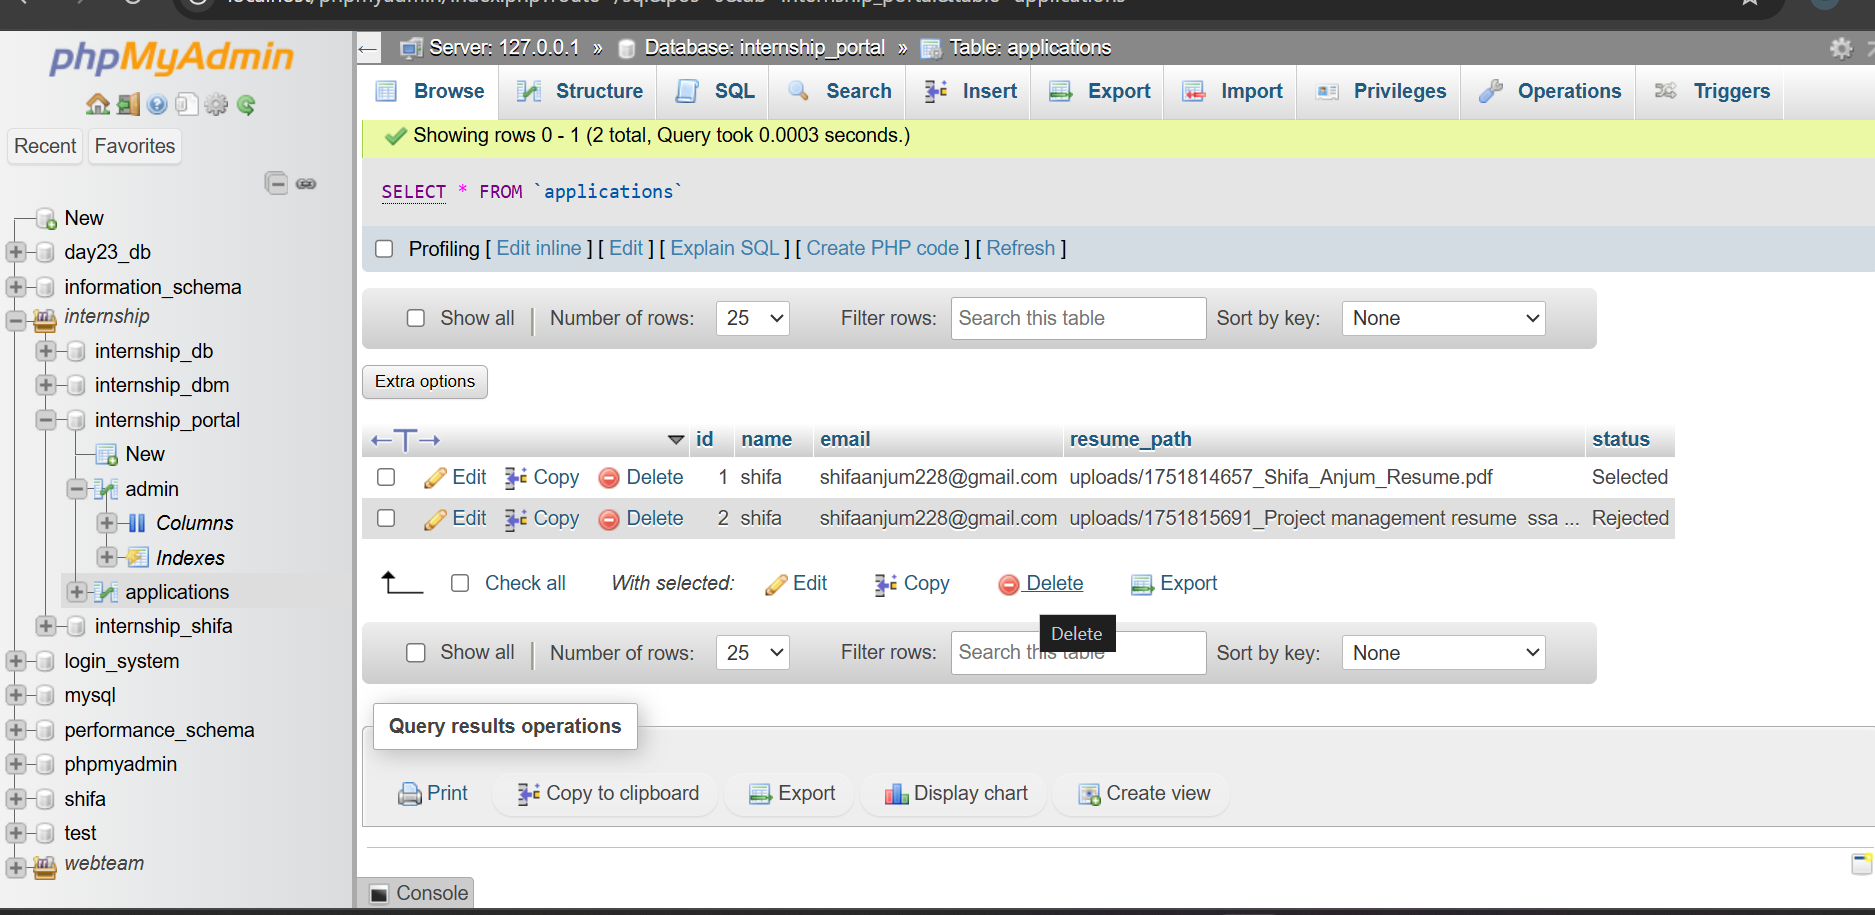 phpMyAdmin
Recent Favorites
New
day23_db
information_schema
internship
internship_db
internship_dbm
internship_portal
New
admin
Columns
Indexes
applications
internship_shifa
login_system
mysql
performance_schema
phpmyadmin
shifa
test
webteam
Server: 127.0.0.1 » Database: internship_portal » Table: applications
Browse Structure SQL Search Insert Export Import Privileges Operations Triggers
Showing rows 0 - 1 (2 total, Query took 0.0003 seconds.)
SELECT * FROM `applications`
Profiling [ Edit inline ] [ Edit ] [ Explain SQL ] [ Create PHP code ] [ Refresh ]
Show all | Number of rows: 25 Filter rows: Search this table Sort by key: None
Extra options
←T→ id name email resume_path status
Edit Copy Delete 1 shifa shifaanjum228@gmail.com uploads/1751814657_Shifa_Anjum_Resume.pdf Selected
Edit Copy Delete 2 shifa shifaanjum228@gmail.com uploads/1751815691_Project management resume ssa ... Rejected
Check all With selected: Edit Copy Delete Export
Delete
Show all | Number of rows: 25 Filter rows: Search this table Sort by key: None
Query results operations
Print Copy to clipboard Export Display chart Create view
Console